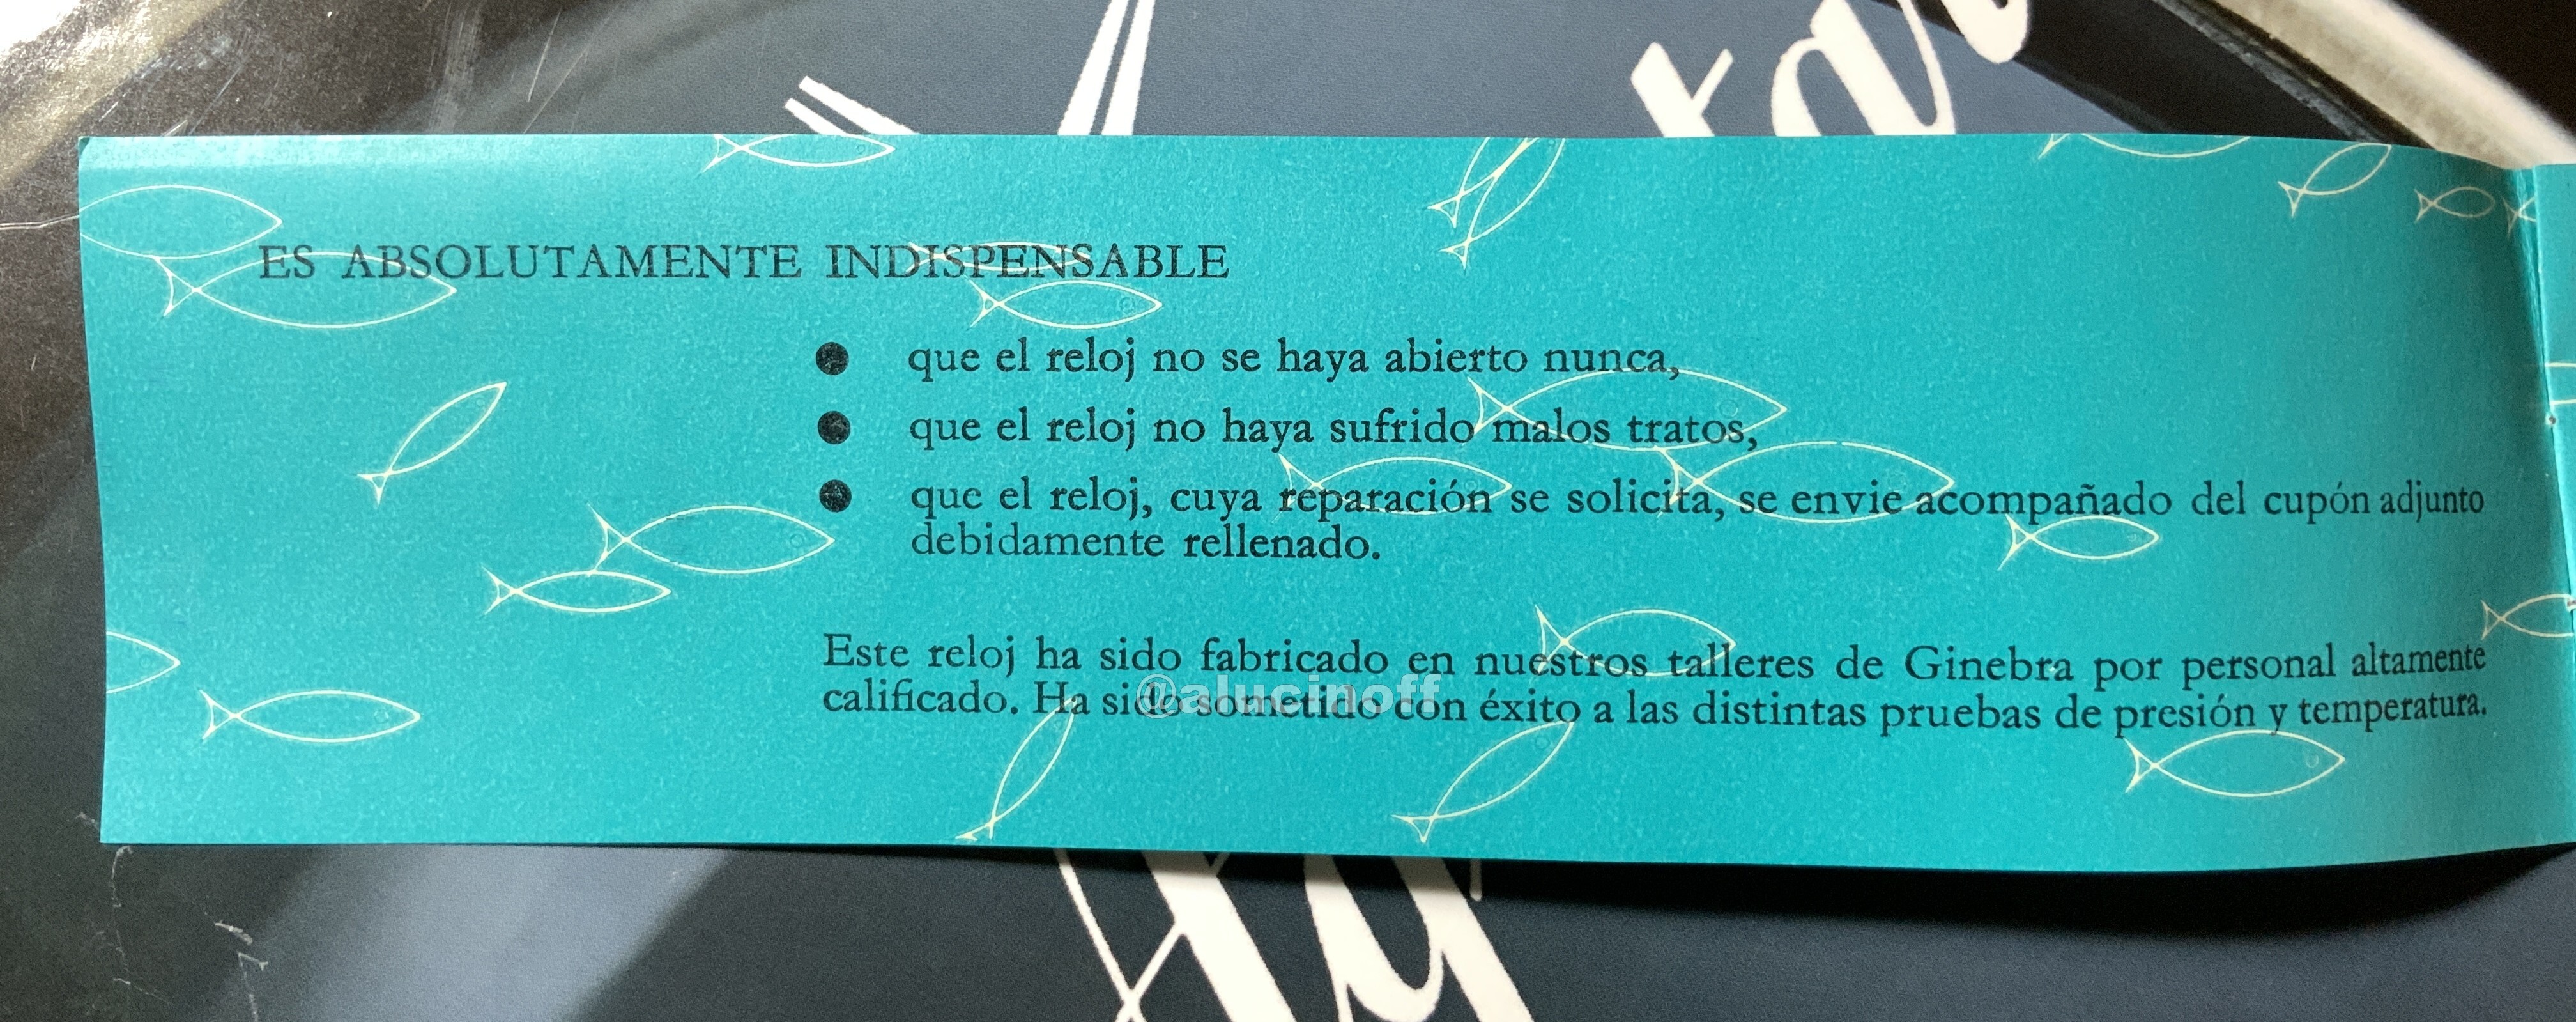 ES ABSOLUTAMENTE INDISPENSABLE
● que el reloj no se haya abierto nunca,
● que el reloj no haya sufrido malos tratos,
● que el reloj, cuya reparación se solicita, se envie acompañado del cupón adjunto
debidamente rellenado.
Este reloj ha sido fabricado en nuestros talleres de Ginebra por personal altamente
calificado. Ha sido sometido con éxito a las distintas pruebas de presión y temperatura.
@alucinoff